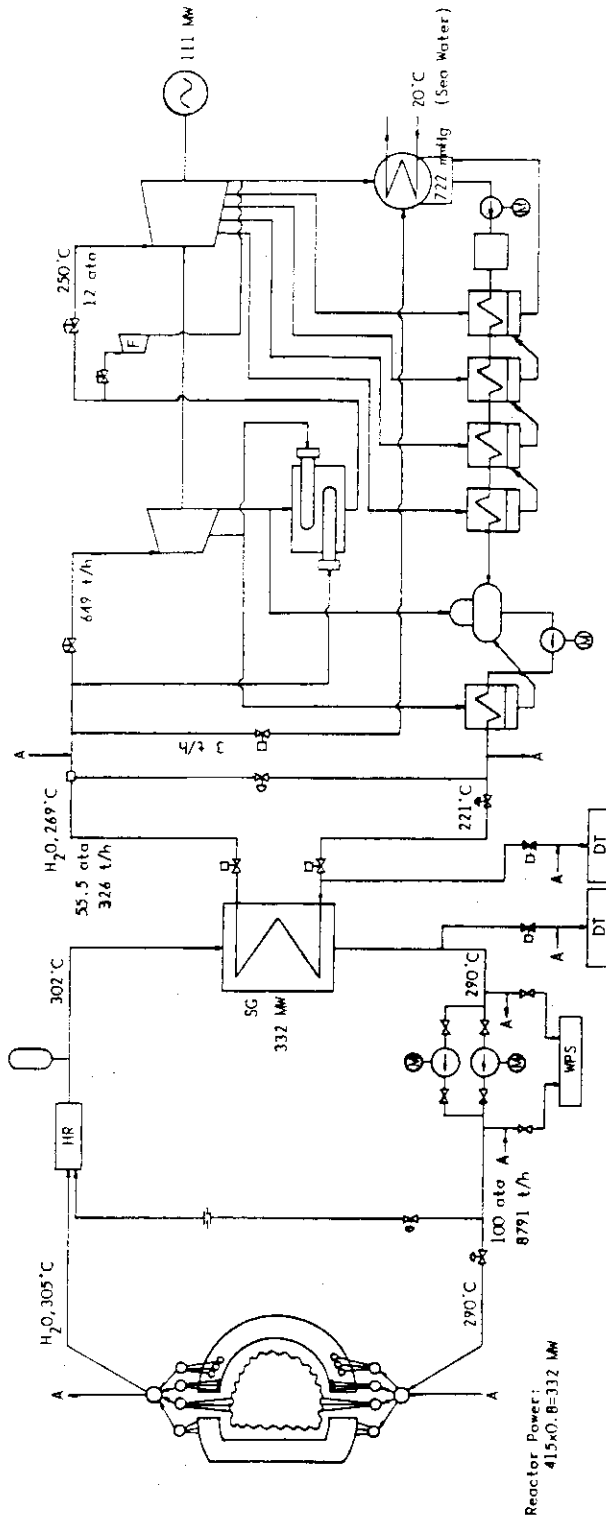 Reactor Power:
415x0.8=332 MW
A
A
H₂O,305°C
290°C
100 ata
8791 t/h
HR
302°C
SG
332 MW
290°C
M
M
A
A
WPS
A
A
DT
DT
H₂O,269°C
55.5 ata
326 t/h
221°C
A
A
3 t/h
649 t/h
M
F
250°C
12 ata
111 MW
20°C
(Sea Water)
722 mmHg
M